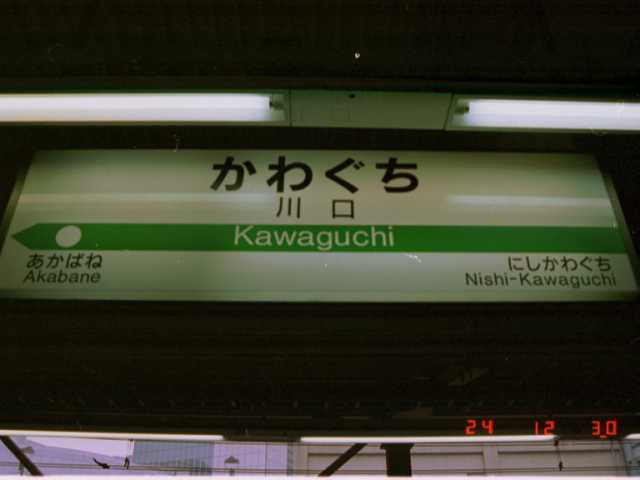 かわぐち
川口
Kawaguchi
あかばね
Akabane
にしかわぐち
Nishi-Kawaguchi
24 12 30